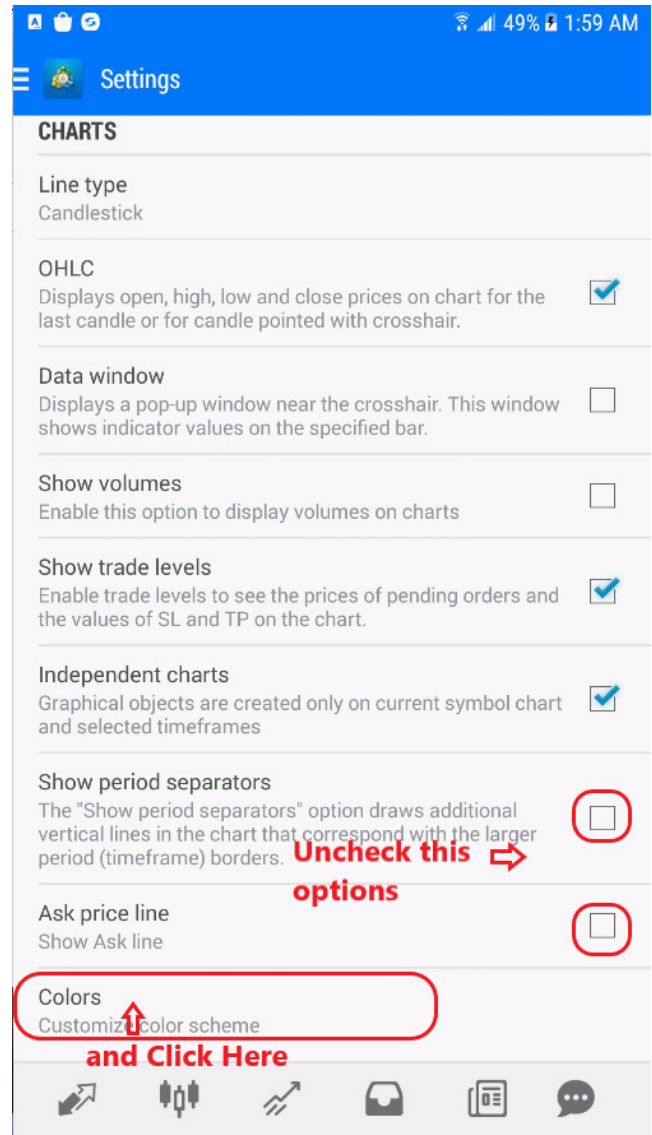 49% 1:59 AM
Settings
CHARTS
Line type
Candlestick
OHLC
Displays open, high, low and close prices on chart for the
last candle or for candle pointed with crosshair.
Data window
Displays a pop-up window near the crosshair. This window
shows indicator values on the specified bar.
Show volumes
Enable this option to display volumes on charts
Show trade levels
Enable trade levels to see the prices of pending orders and
the values of SL and TP on the chart.
Independent charts
Graphical objects are created only on current symbol chart
and selected timeframes
Show period separators
The "Show period separators" option draws additional
vertical lines in the chart that correspond with the larger
period (timeframe) borders.
Uncheck this
options
Ask price line
Show Ask line
Colors
Customize color scheme
and Click Here